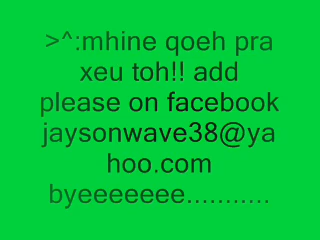 >^:mhine qoeh pra
xeu toh!! add
please on facebook
jaysonwave38@ya
hoo.com
byeeeeeee...........